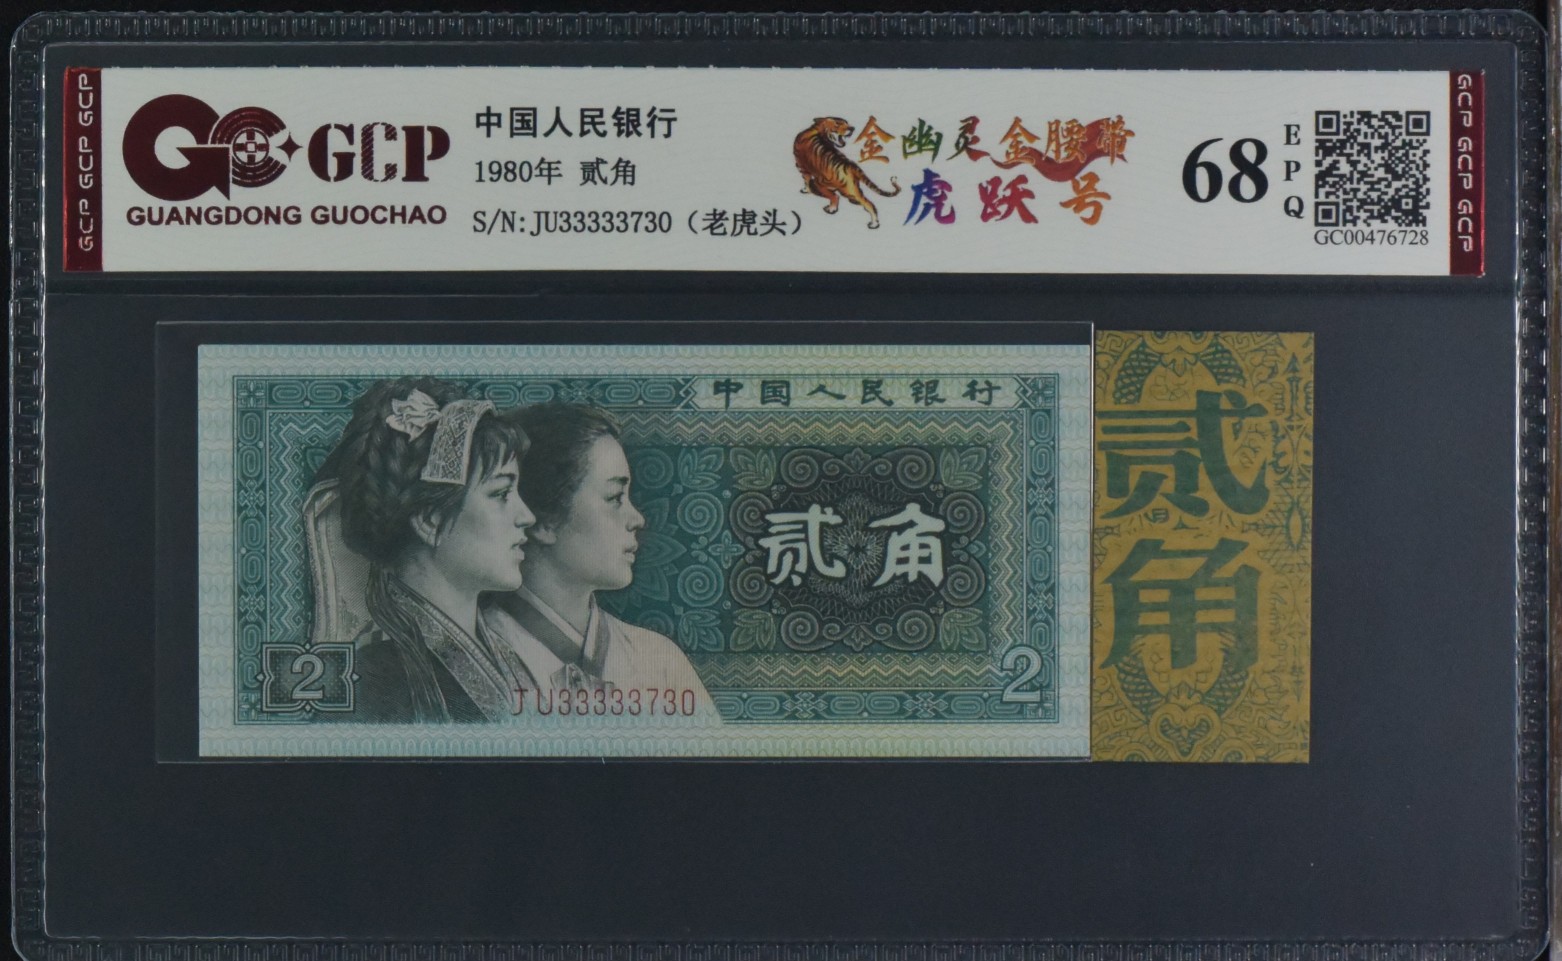 GCP GCP GCP
GCP
GUANGDONG GUOCHAO
中国人民银行
1980年 贰角
S/N:JU33333730（老虎头）
金幽灵金腰带
虎跃号
68
EPQ
GC00476728
GCP GCP GCP
中国人民银行
2
贰角
2
JU33333730
2
贰角